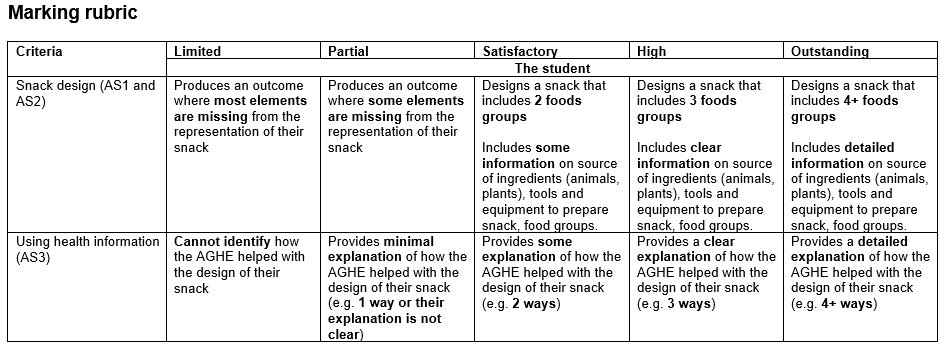 Marking rubric
Criteria
Limited
Partial
Satisfactory
High
Outstanding
The student
Snack design (AS1 and
AS2)
Produces an outcome
where most elements
are missing from the
representation of their
snack
Produces an outcome
where some elements
are missing from the
representation of their
snack
Designs a snack that
includes 2 foods
groups
Includes some
information on source
of ingredients (animals,
plants), tools and
equipment to prepare
snack, food groups.
Designs a snack that
includes 3 foods
groups
Includes clear
information on source
of ingredients (animals,
plants), tools and
equipment to prepare
snack, food groups.
Designs a snack that
includes 4+ foods
groups
Includes detailed
information on source
of ingredients (animals,
plants), tools and
equipment to prepare
snack, food groups.
Using health information
(AS3)
Cannot identify how
the AGHE helped with
the design of their
snack
Provides minimal
explanation of how the
AGHE helped with the
design of their snack
(e.g. 1 way or their
explanation is not
clear)
Provides some
explanation of how the
AGHE helped with the
design of their snack
(e.g. 2 ways)
Provides a clear
explanation of how the
AGHE helped with the
design of their snack
(e.g. 3 ways)
Provides a detailed
explanation of how the
AGHE helped with the
design of their snack
(e.g. 4+ ways)